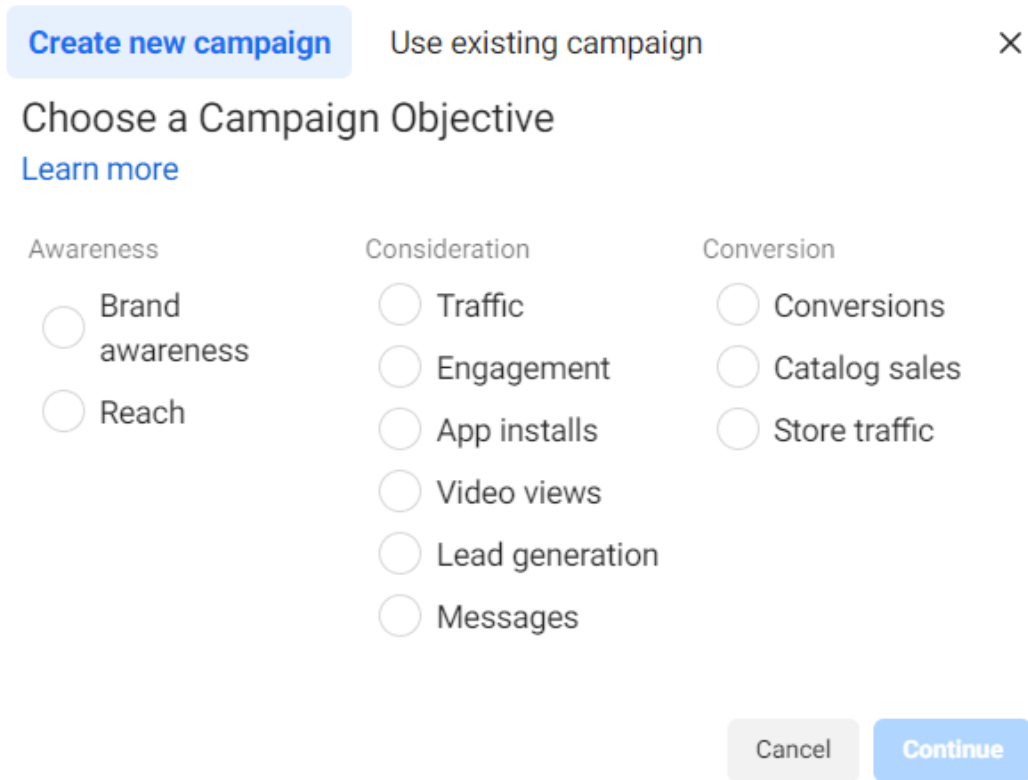 Create new campaign
Use existing campaign
Choose a Campaign Objective
Learn more
Awareness
Brand
awareness
Reach
Consideration
Traffic
Engagement
App installs
Video views
Lead generation
Messages
Conversion
Conversions
Catalog sales
Store traffic
Cancel
Continue